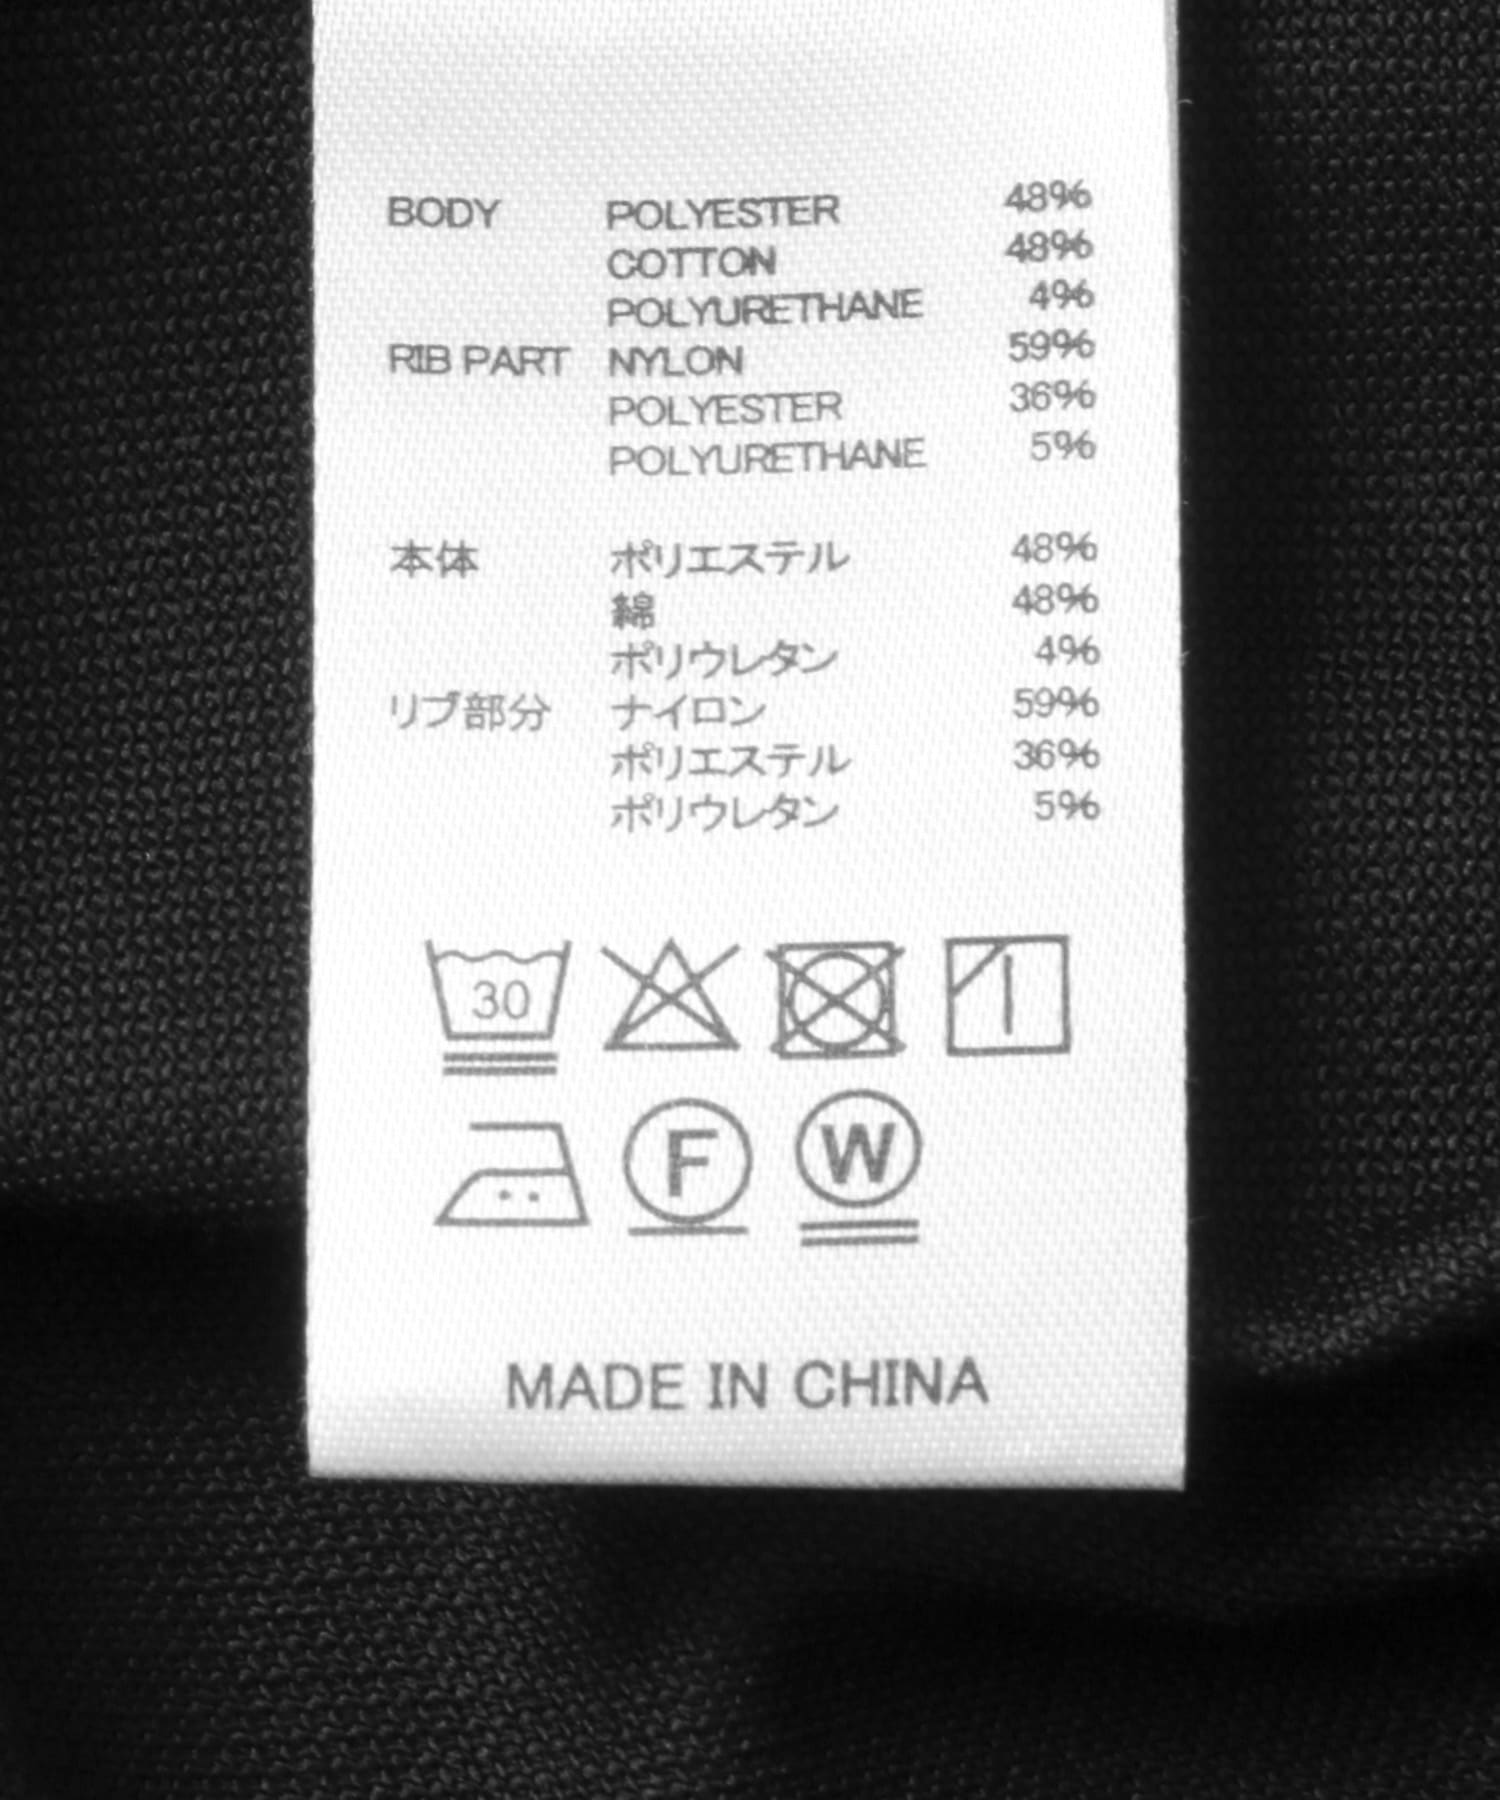 BODY POLYESTER 48%
COTTON 48%
POLYURETHANE 4%
RIB PART NYLON 59%
POLYESTER 36%
POLYURETHANE 5%
本体 ポリエステル 48%
綿 48%
ポリウレタン 4%
リブ部分 ナイロン 59%
ポリエステル 36%
ポリウレタン 5%
30
F W
MADE IN CHINA